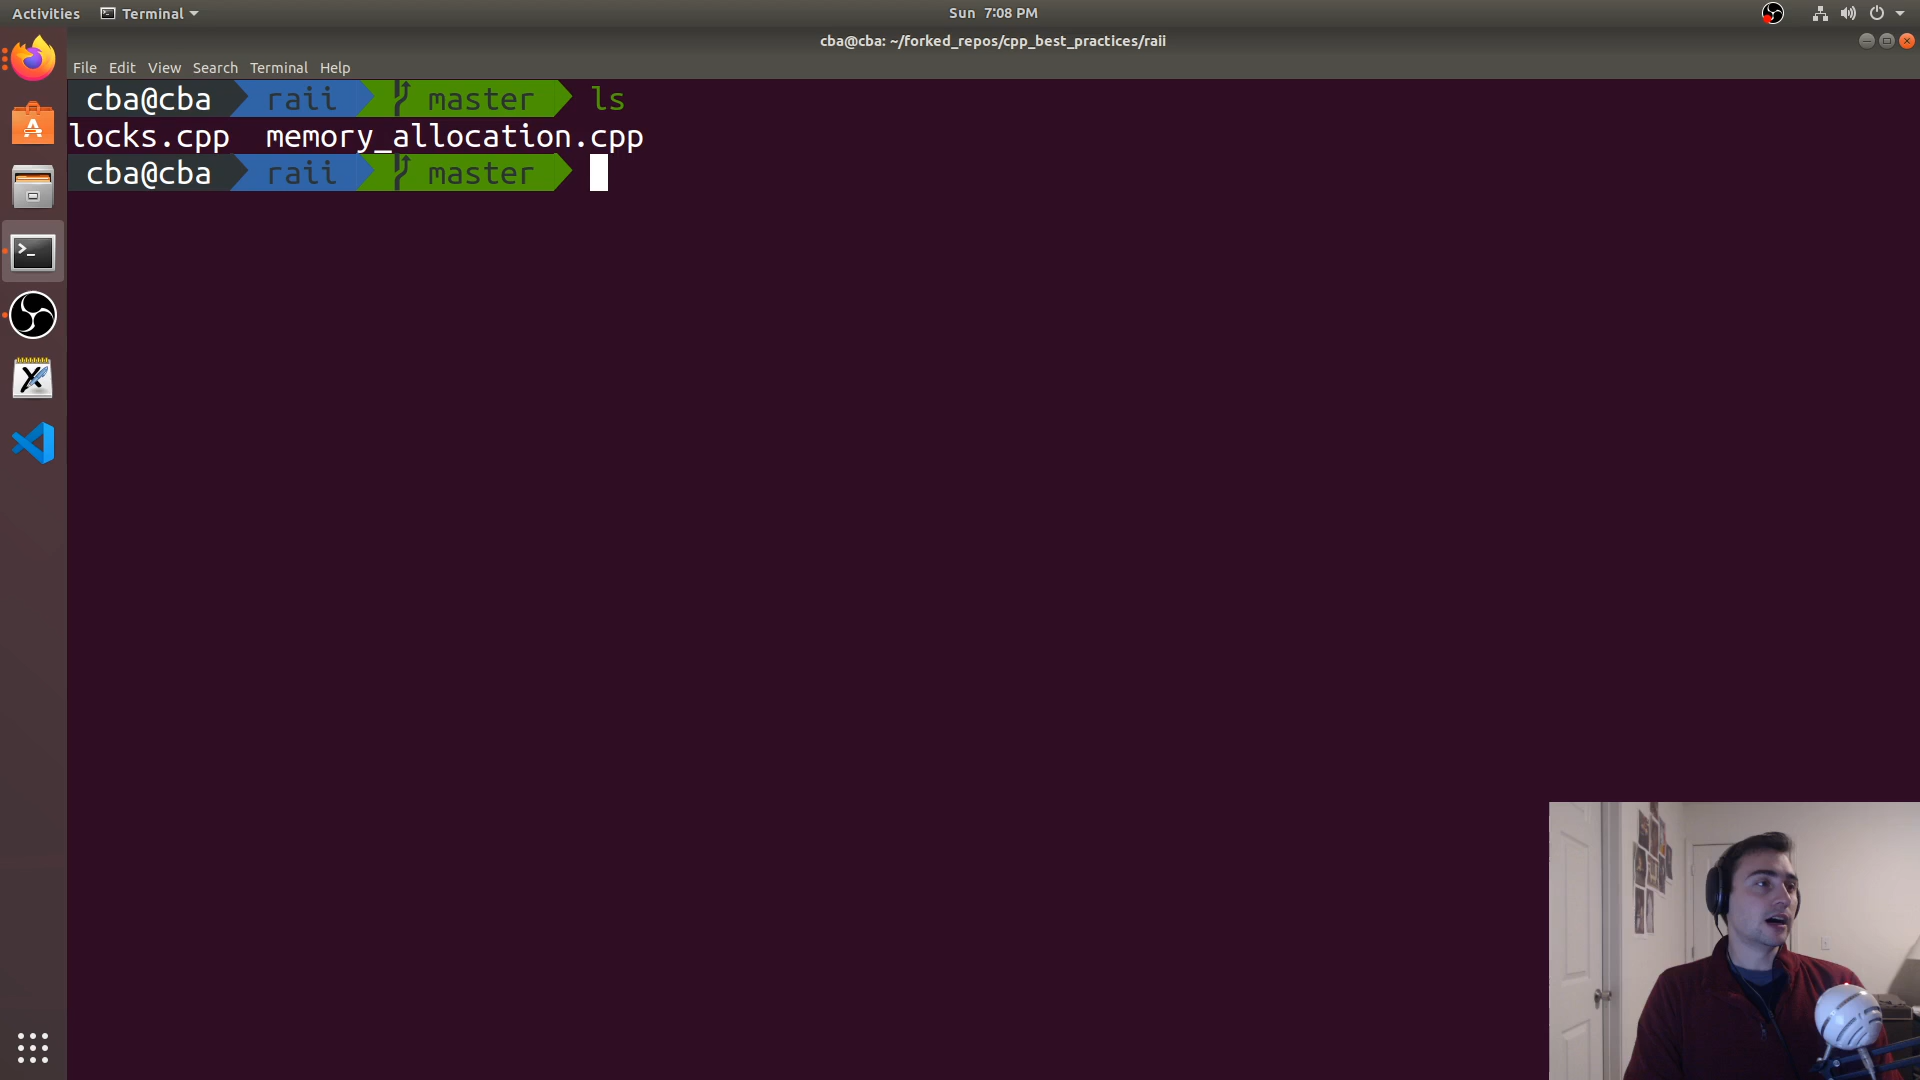 Activities Terminal Sun 7:08 PM
cba@cba: ~/forked_repos/cpp_best_practices/raii
File Edit View Search Terminal Help
cba@cba raii master ls
locks.cpp memory_allocation.cpp
cba@cba raii master